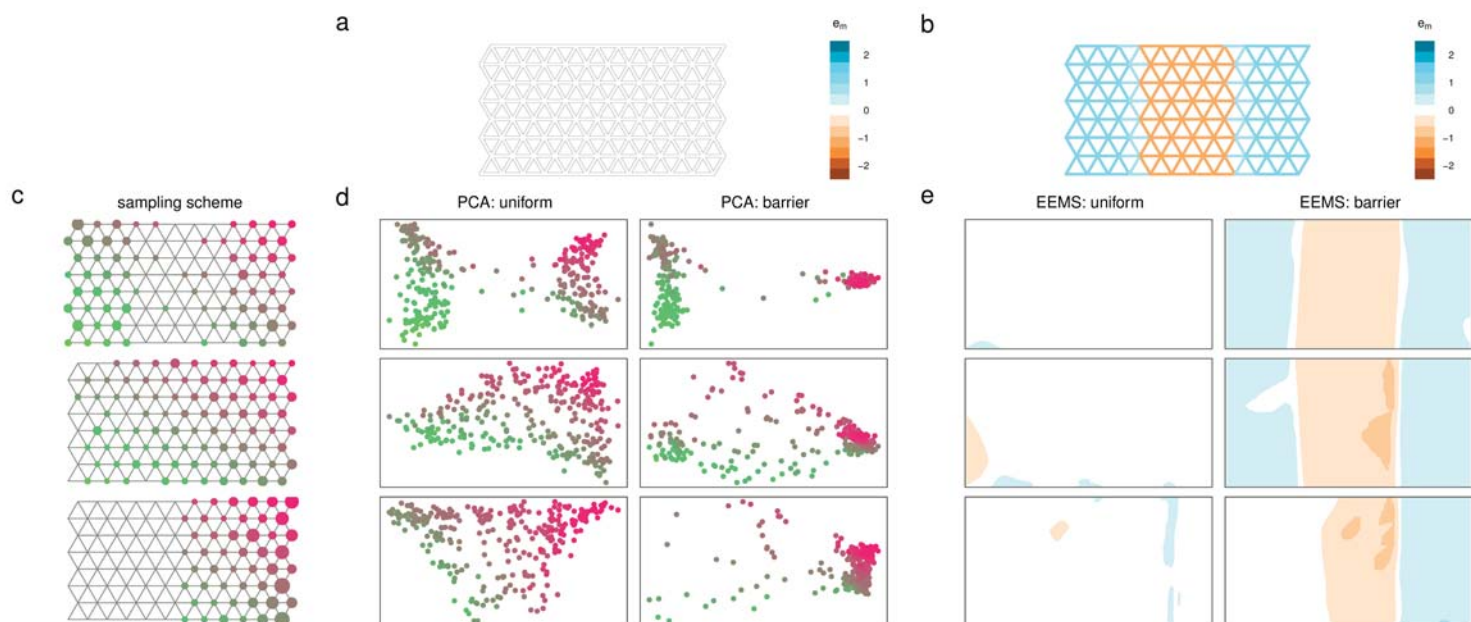 a
e_m
2
1
0
-1
-2
b
e_m
2
1
0
-1
-2
c
sampling scheme
d
PCA: uniform
PCA: barrier
e
EEMS: uniform
EEMS: barrier